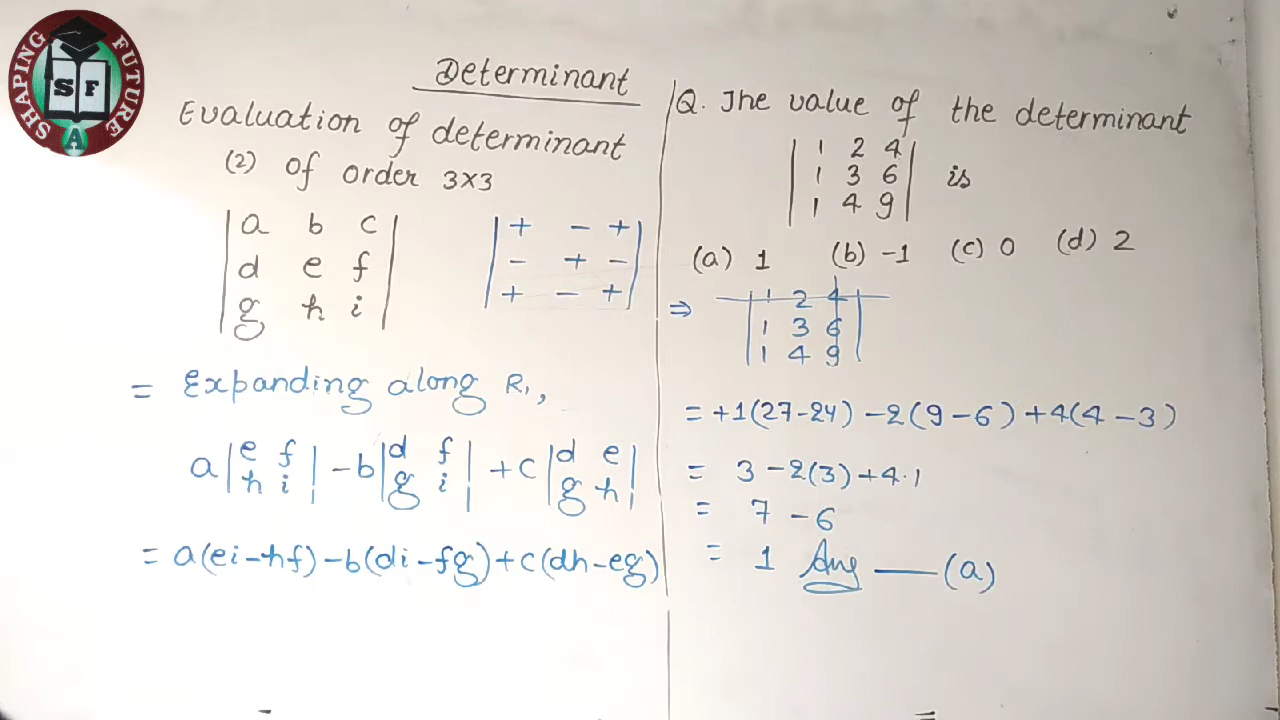 SHAPING FUTURE
S F
A
Determinant
Evaluation of determinant
(2) of order 3×3
| a b c |
| d e f |
| g h i |
| + - + |
| - + - |
| + - + |
= Expanding along R₁,
a | e f | - b | d f | + c | d e |
| h i | | g i | | g h |
= a(ei-hf)-b(di-fg)+c(dh-eg)
Q. The value of the determinant
| 1 2 4 |
| 1 3 6 | is
| 1 4 9 |
(a) 1 (b) -1 (c) 0 (d) 2
⇒ | 1 2 4 |
| 1 3 6 |
| 1 4 9 |
= +1(27-24) -2(9-6) +4(4-3)
= 3 -2(3)+4·1
= 7 - 6
= 1 Ans — (a)